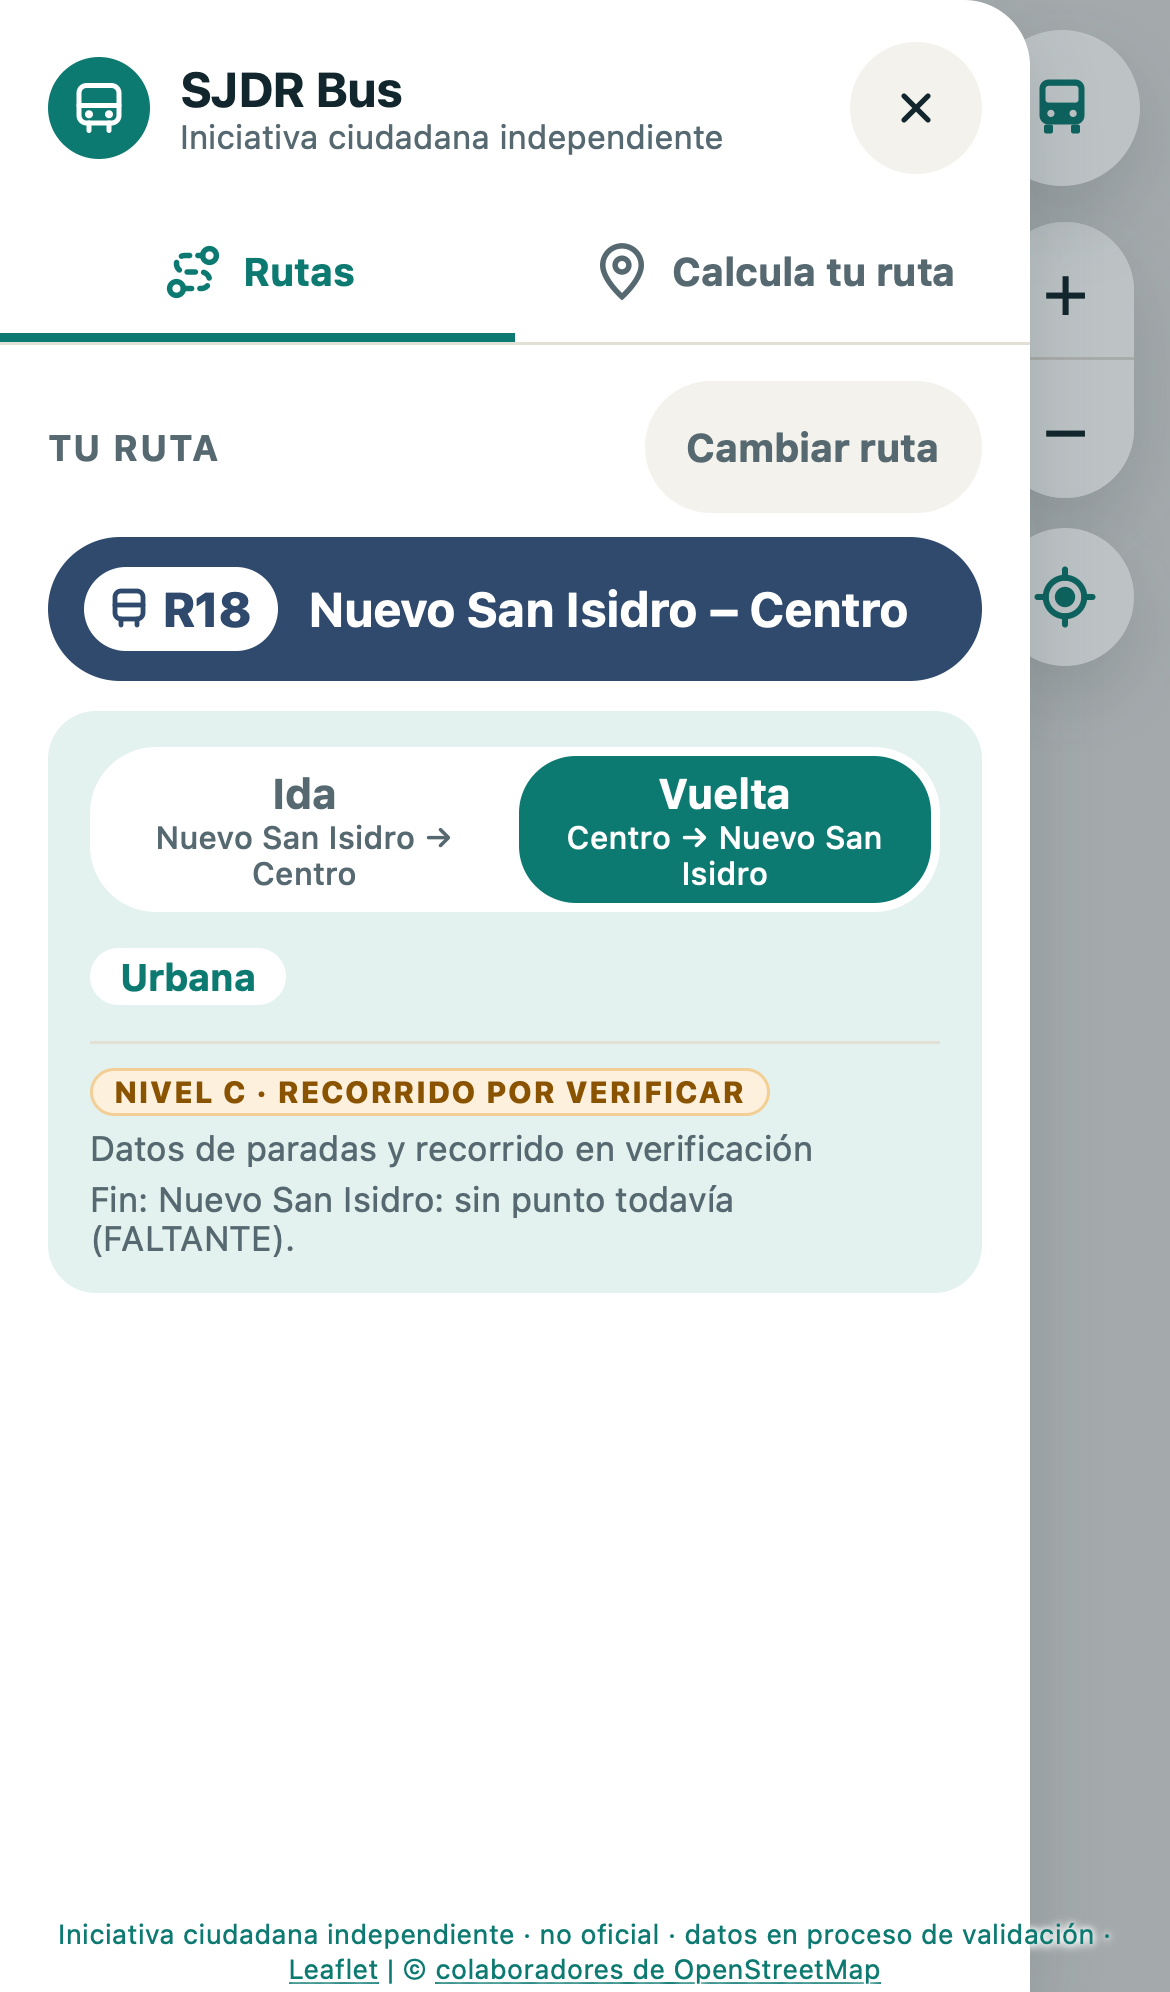 SJDR Bus
Iniciativa ciudadana independiente
Rutas
Calcula tu ruta
TU RUTA
Cambiar ruta
R18 Nuevo San Isidro – Centro
Ida
Nuevo San Isidro →
Centro
Vuelta
Centro → Nuevo San
Isidro
Urbana
NIVEL C · RECORRIDO POR VERIFICAR
Datos de paradas y recorrido en verificación
Fin: Nuevo San Isidro: sin punto todavía
(FALTANTE).
Iniciativa ciudadana independiente · no oficial · datos en proceso de validación ·
Leaflet | © colaboradores de OpenStreetMap